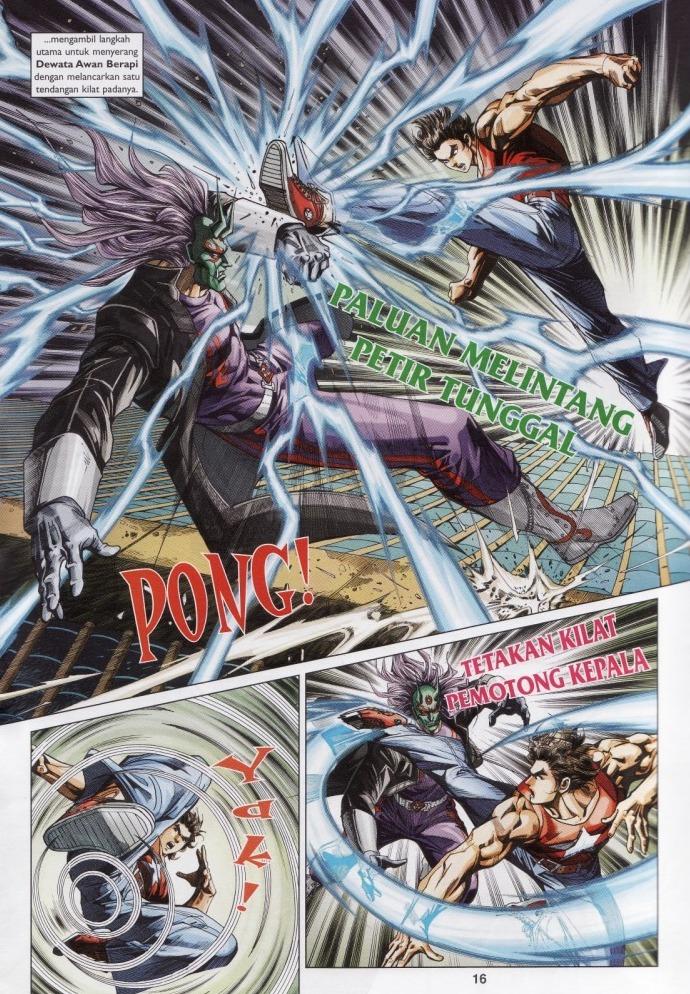 ...mengambil langkah
utama untuk menyerang
Dewata Awan Berapi
dengan melancarkan satu
tendangan kilat padanya.
PALUAN MELINTANG
PETIR TUNGGAL
PONG!
Yak!
TETAKAN KILAT
PEMOTONG KEPALA
16